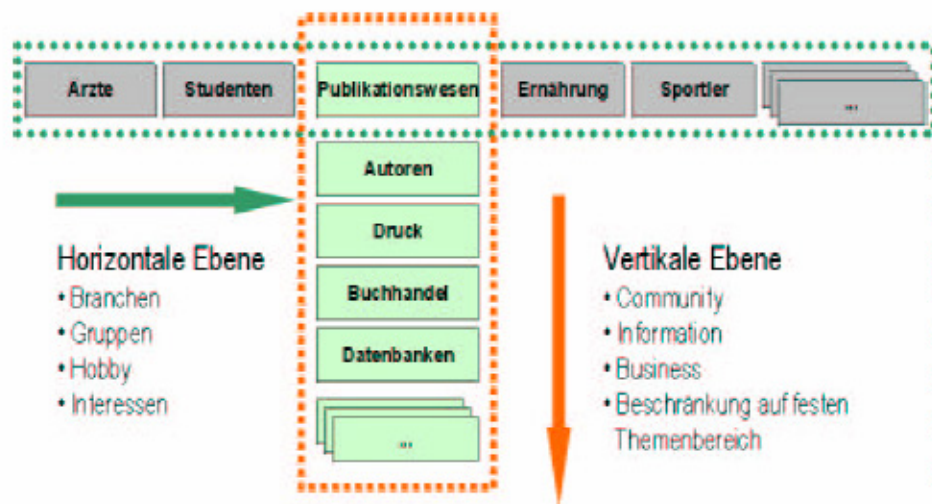 Ärzte
Studenten
Publikationswesen
Ernährung
Sportler
...
Autoren
Druck
Buchhandel
Datenbanken
...
Horizontale Ebene
• Branchen
• Gruppen
• Hobby
• Interessen
Vertikale Ebene
• Community
• Information
• Business
• Beschränkung auf festen
Themenbereich